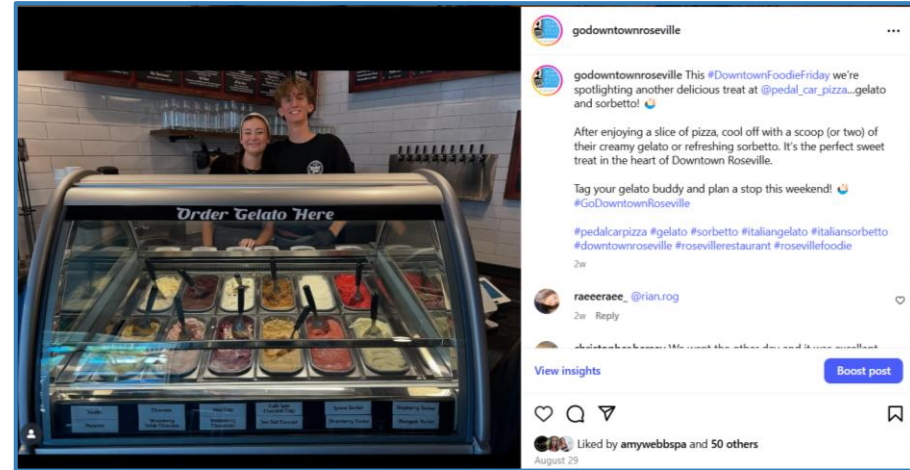 Order Gelato Here
godowntownroseville
godowntownroseville This #DowntownFoodieFriday we're
spotlighting another delicious treat at @pedal_car_pizza...gelato
and sorbetto! 🍨
After enjoying a slice of pizza, cool off with a scoop (or two) of
their creamy gelato or refreshing sorbetto. It's the perfect sweet
treat in the heart of Downtown Roseville.
Tag your gelato buddy and plan a stop this weekend! 🍨
#GoDowntownRoseville
#pedalcarpizza #gelato #sorbetto #italiangelato #italiansorbetto
#downtownroseville #rosevillerestaurant #rosevillefoodie
2w
raeeeraee_ @rian.rog
2w Reply
We went the other day and it was excellent
View insights
Boost post
Liked by amywebbspa and 50 others
August 29